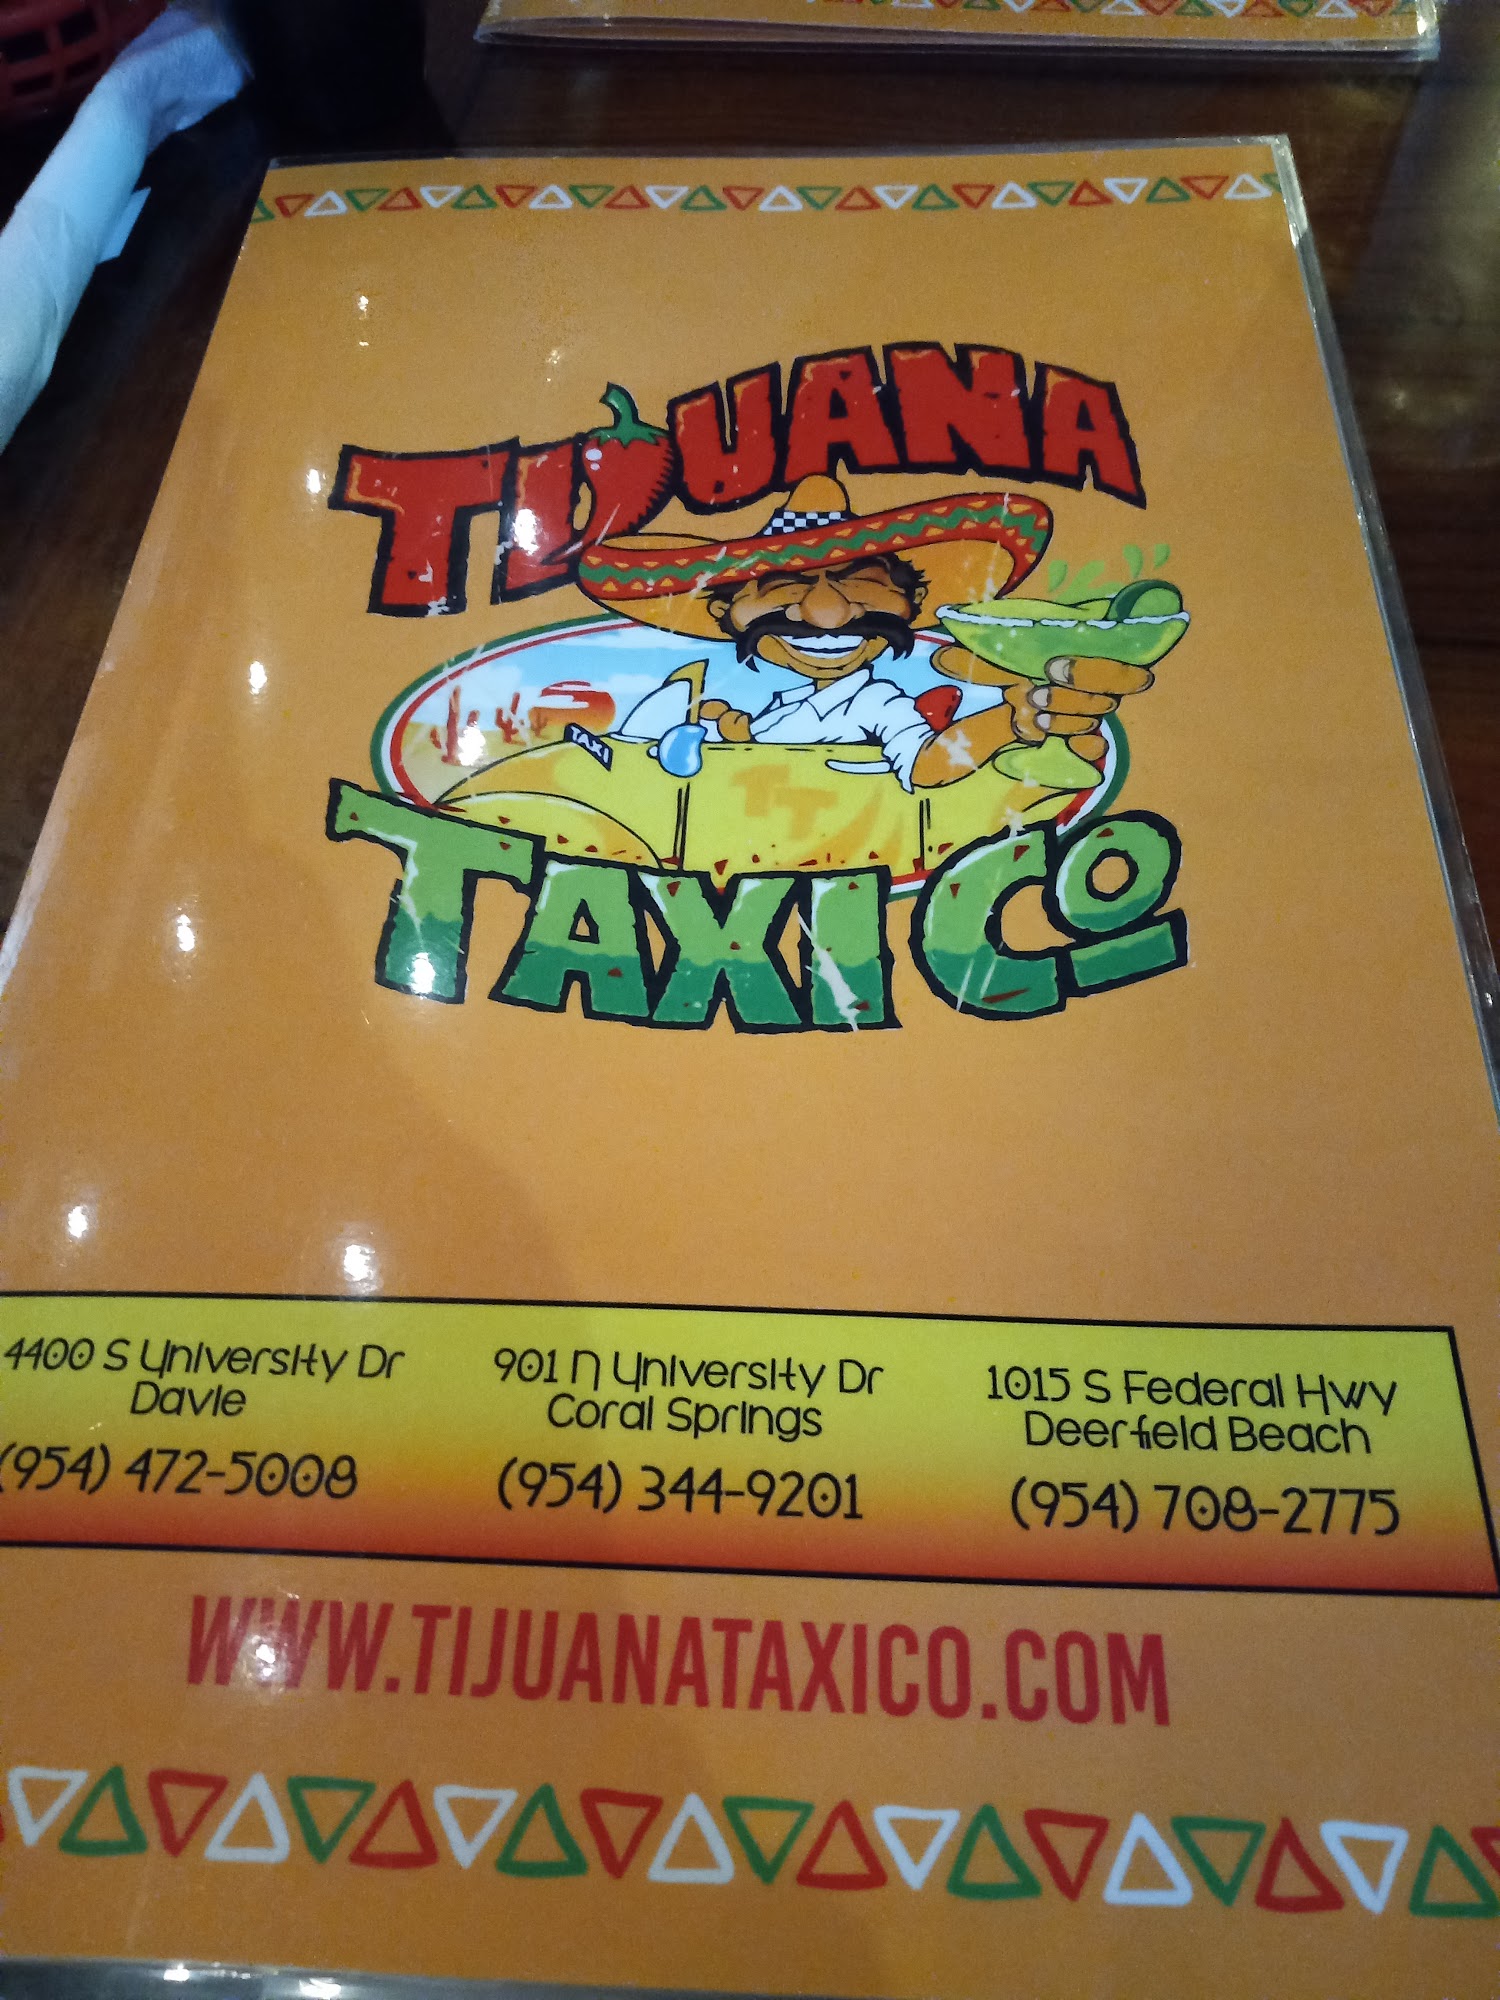 TIJUANA
TAXI
TT
TAXI CO
4400 S University Dr
Davie
(954) 472-5008
901 N University Dr
Coral Springs
(954) 344-9201
1015 S Federal Hwy
Deerfield Beach
(954) 708-2775
WWW.TIJUANATAXICO.COM